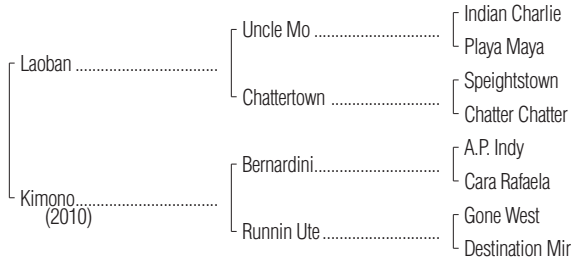 Indian Charlie
Uncle Mo
Playa Maya
Laoban
Speightstown
Chattertown
Chatter Chatter
A.P. Indy
Bernardini
Cara Rafaela
Kimono
(2010)
Gone West
Runnin Ute
Destination Mir